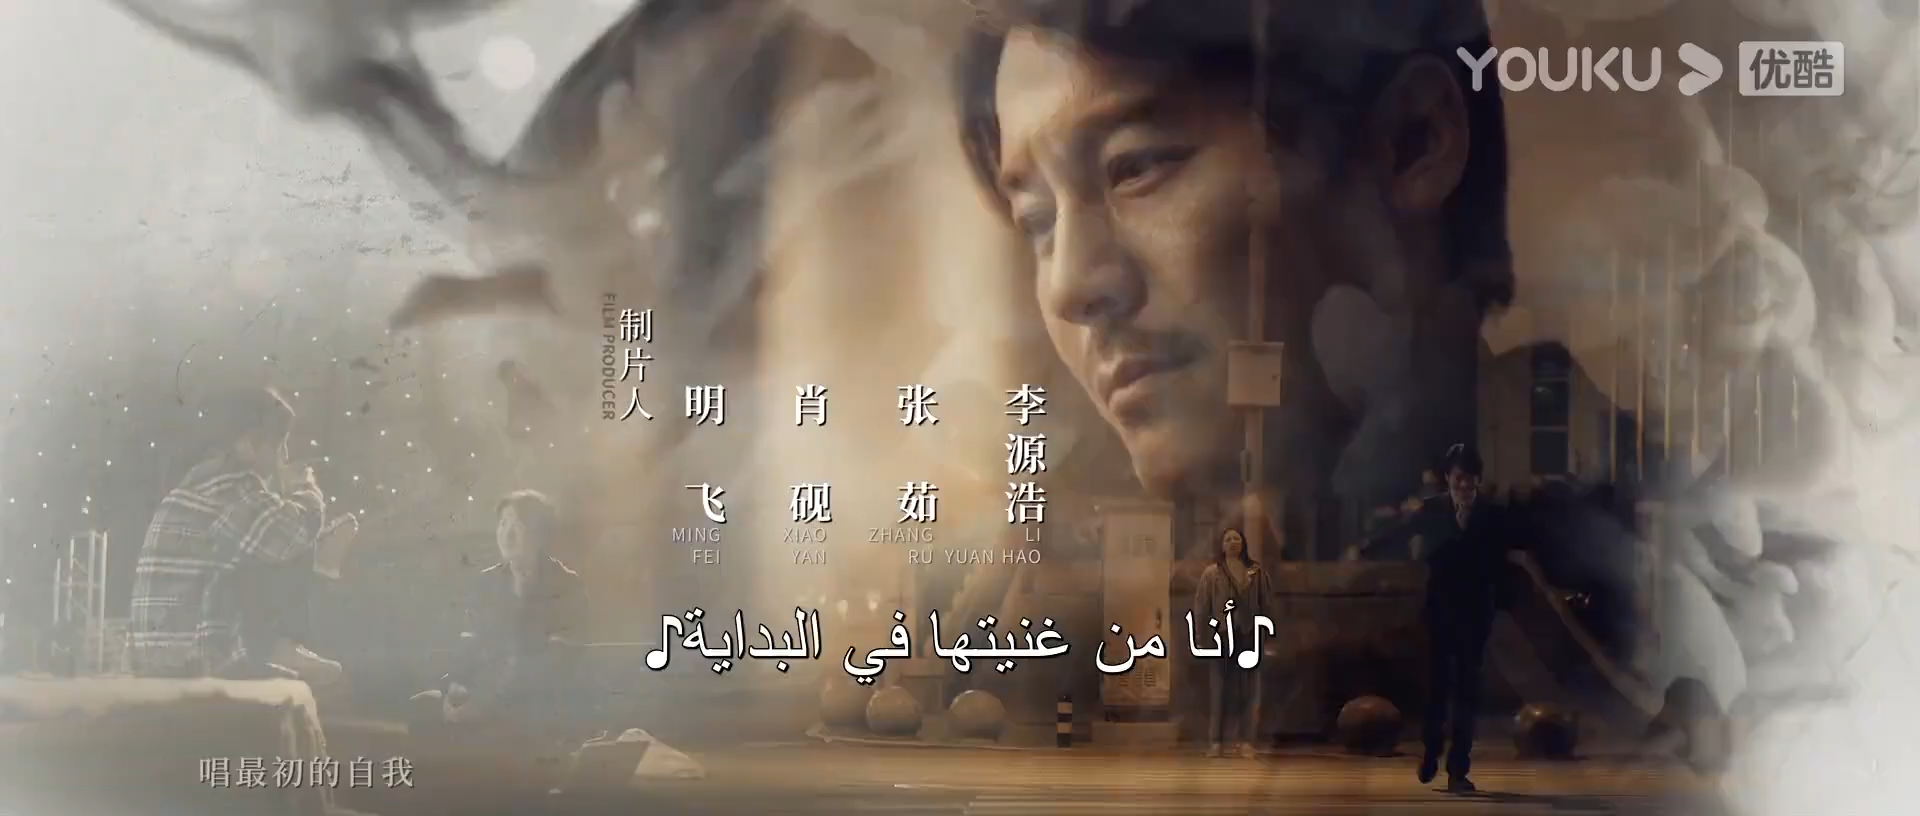 YOUKU 优酷
制片人
FILM PRODUCER
明飞
肖砚
张茹
李源浩
MING FEI
XIAO YAN
ZHANG RU
LI YUAN HAO
♪أنا من غنيتها في البداية♪
唱最初的自我